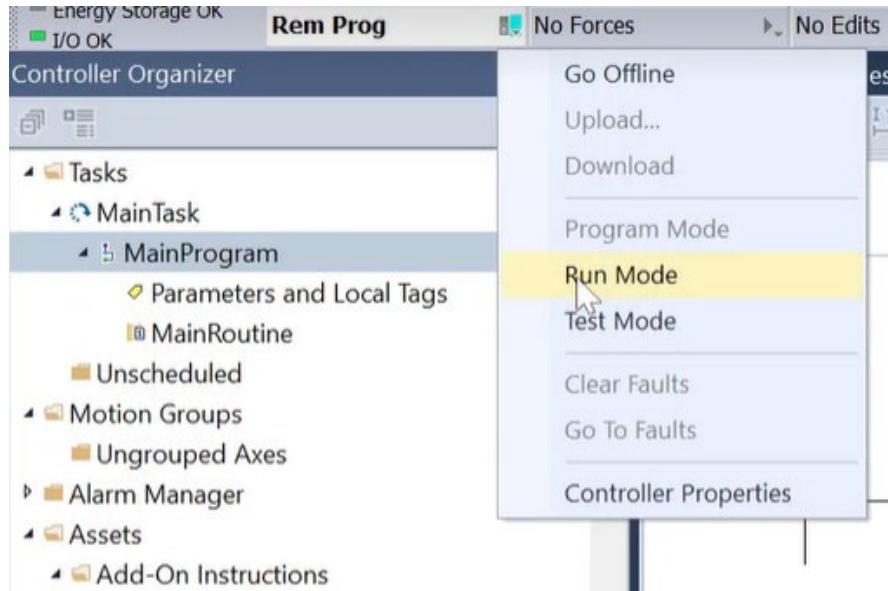 Energy Storage OK
I/O OK
Rem Prog
No Forces
No Edits
Controller Organizer
Tasks
MainTask
MainProgram
Parameters and Local Tags
MainRoutine
Unscheduled
Motion Groups
Ungrouped Axes
Alarm Manager
Assets
Add-On Instructions
Go Offline
Upload...
Download
Program Mode
Run Mode
Test Mode
Clear Faults
Go To Faults
Controller Properties
es